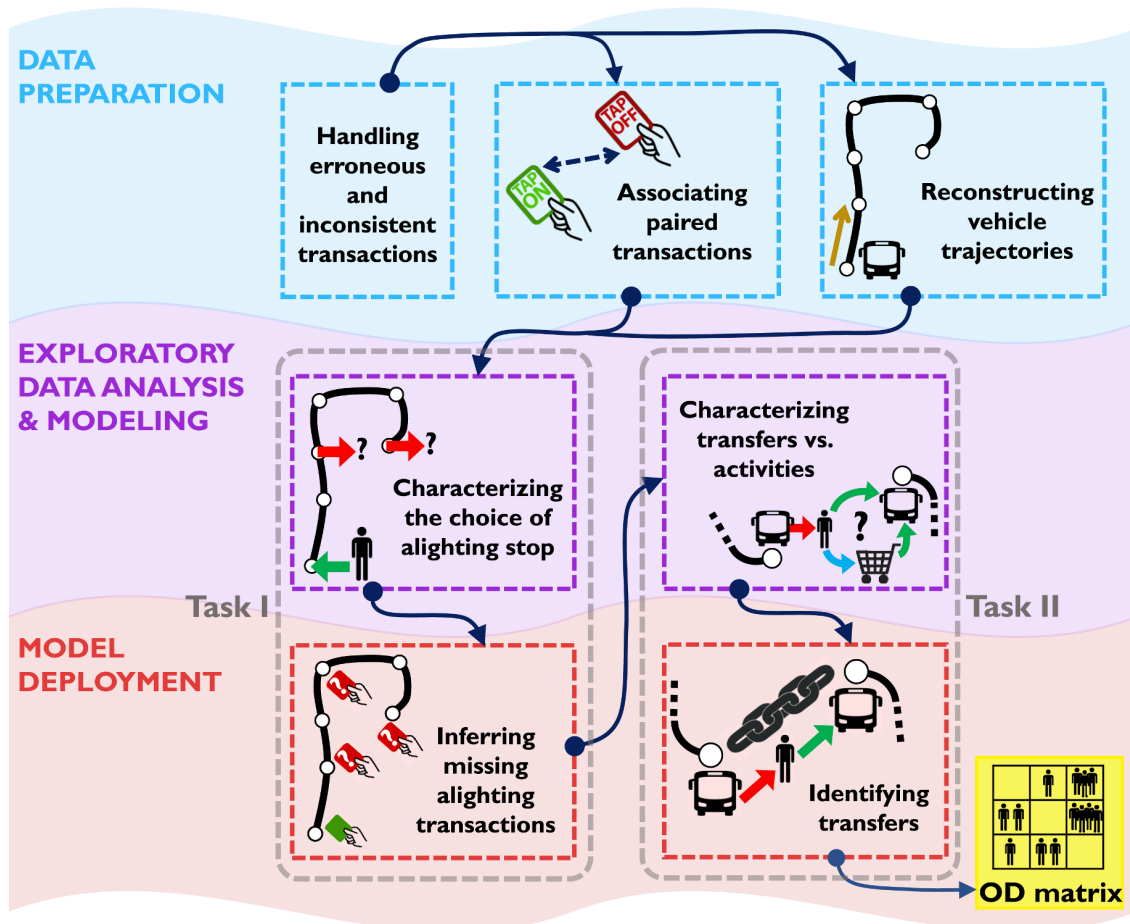 DATA
PREPARATION
Handling
erroneous
and
inconsistent
transactions
TAP
OFF
TAP
ON
Associating
paired
transactions
Reconstructing
vehicle
trajectories
EXPLORATORY
DATA ANALYSIS
& MODELING
? ?
Characterizing
the choice of
alighting stop
Characterizing
transfers vs.
activities
?
Task I
Task II
MODEL
DEPLOYMENT
?
?
?
Inferring
missing
alighting
transactions
Identifying
transfers
OD matrix